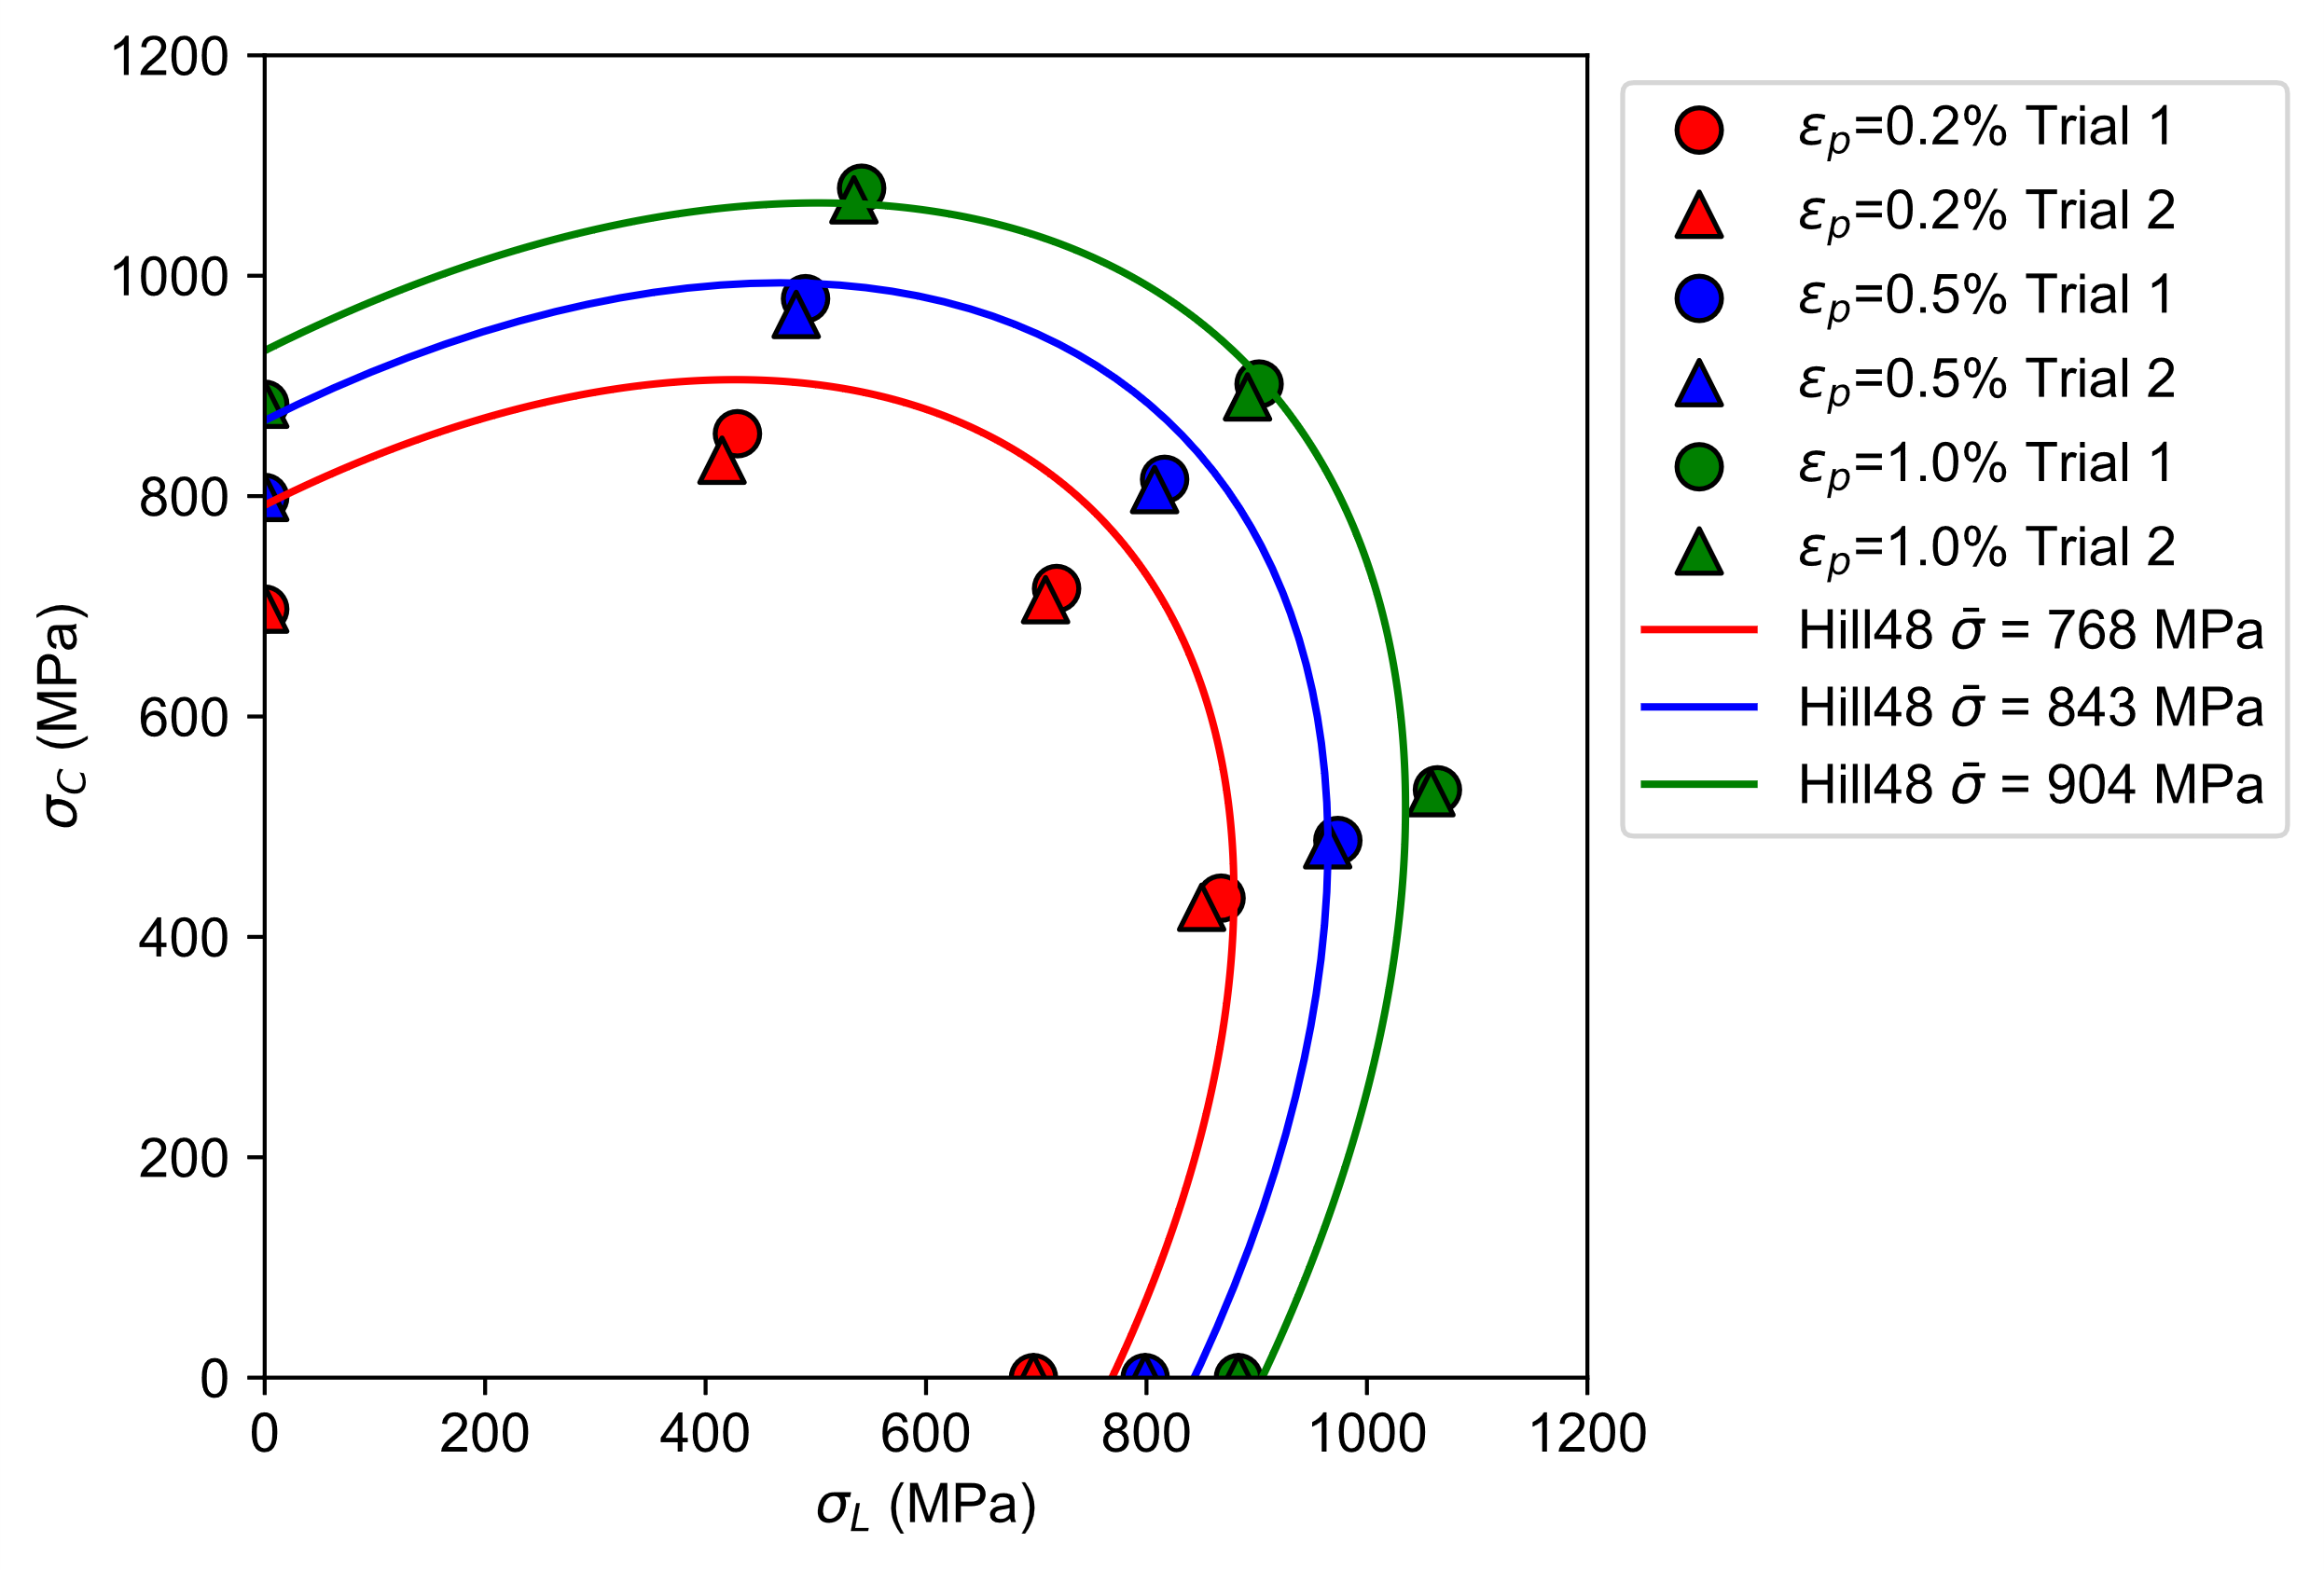 1200
1000
800
600
400
200
0
σC (MPa)
0 200 400 600 800 1000 1200
σL (MPa)
εp=0.2% Trial 1
εp=0.2% Trial 2
εp=0.5% Trial 1
εp=0.5% Trial 2
εp=1.0% Trial 1
εp=1.0% Trial 2
Hill48 σ̄ = 768 MPa
Hill48 σ̄ = 843 MPa
Hill48 σ̄ = 904 MPa